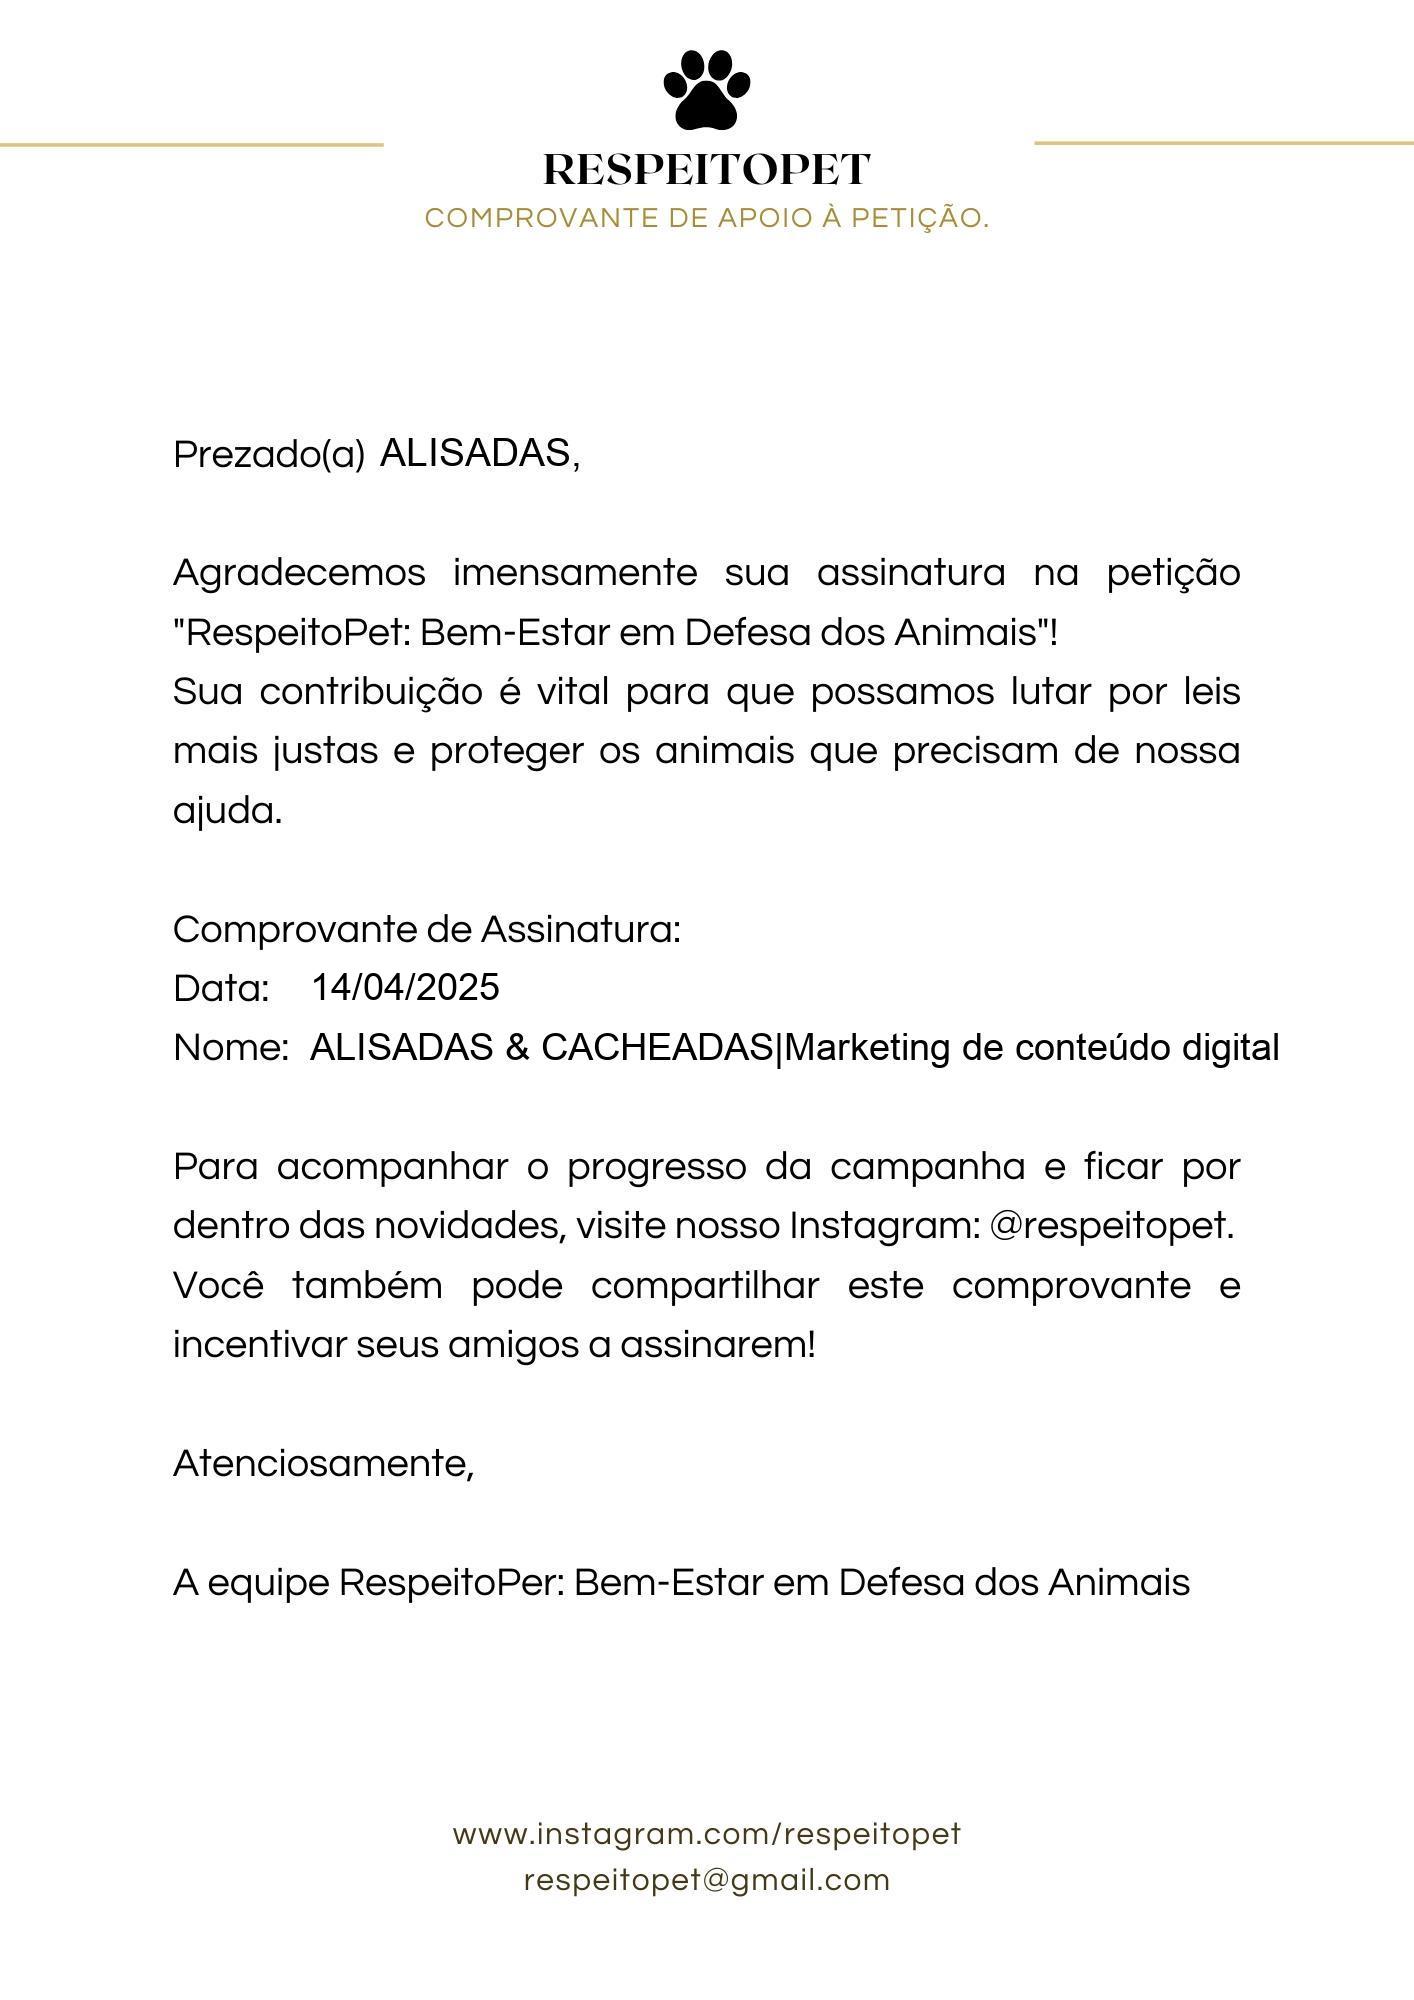 RESPEITOPET
COMPROVANTE DE APOIO À PETIÇÃO.
Prezado(a) ALISADAS,
Agradecemos imensamente sua assinatura na petição
"RespeitoPet: Bem-Estar em Defesa dos Animais"!
Sua contribuição é vital para que possamos lutar por leis
mais justas e proteger os animais que precisam de nossa
ajuda.
Comprovante de Assinatura:
Data: 14/04/2025
Nome: ALISADAS & CACHEADAS|Marketing de conteúdo digital
Para acompanhar o progresso da campanha e ficar por
dentro das novidades, visite nosso Instagram: @respeitopet.
Você também pode compartilhar este comprovante e
incentivar seus amigos a assinarem!
Atenciosamente,
A equipe RespeitoPer: Bem-Estar em Defesa dos Animais
www.instagram.com/respeitopet
respeitopet@gmail.com